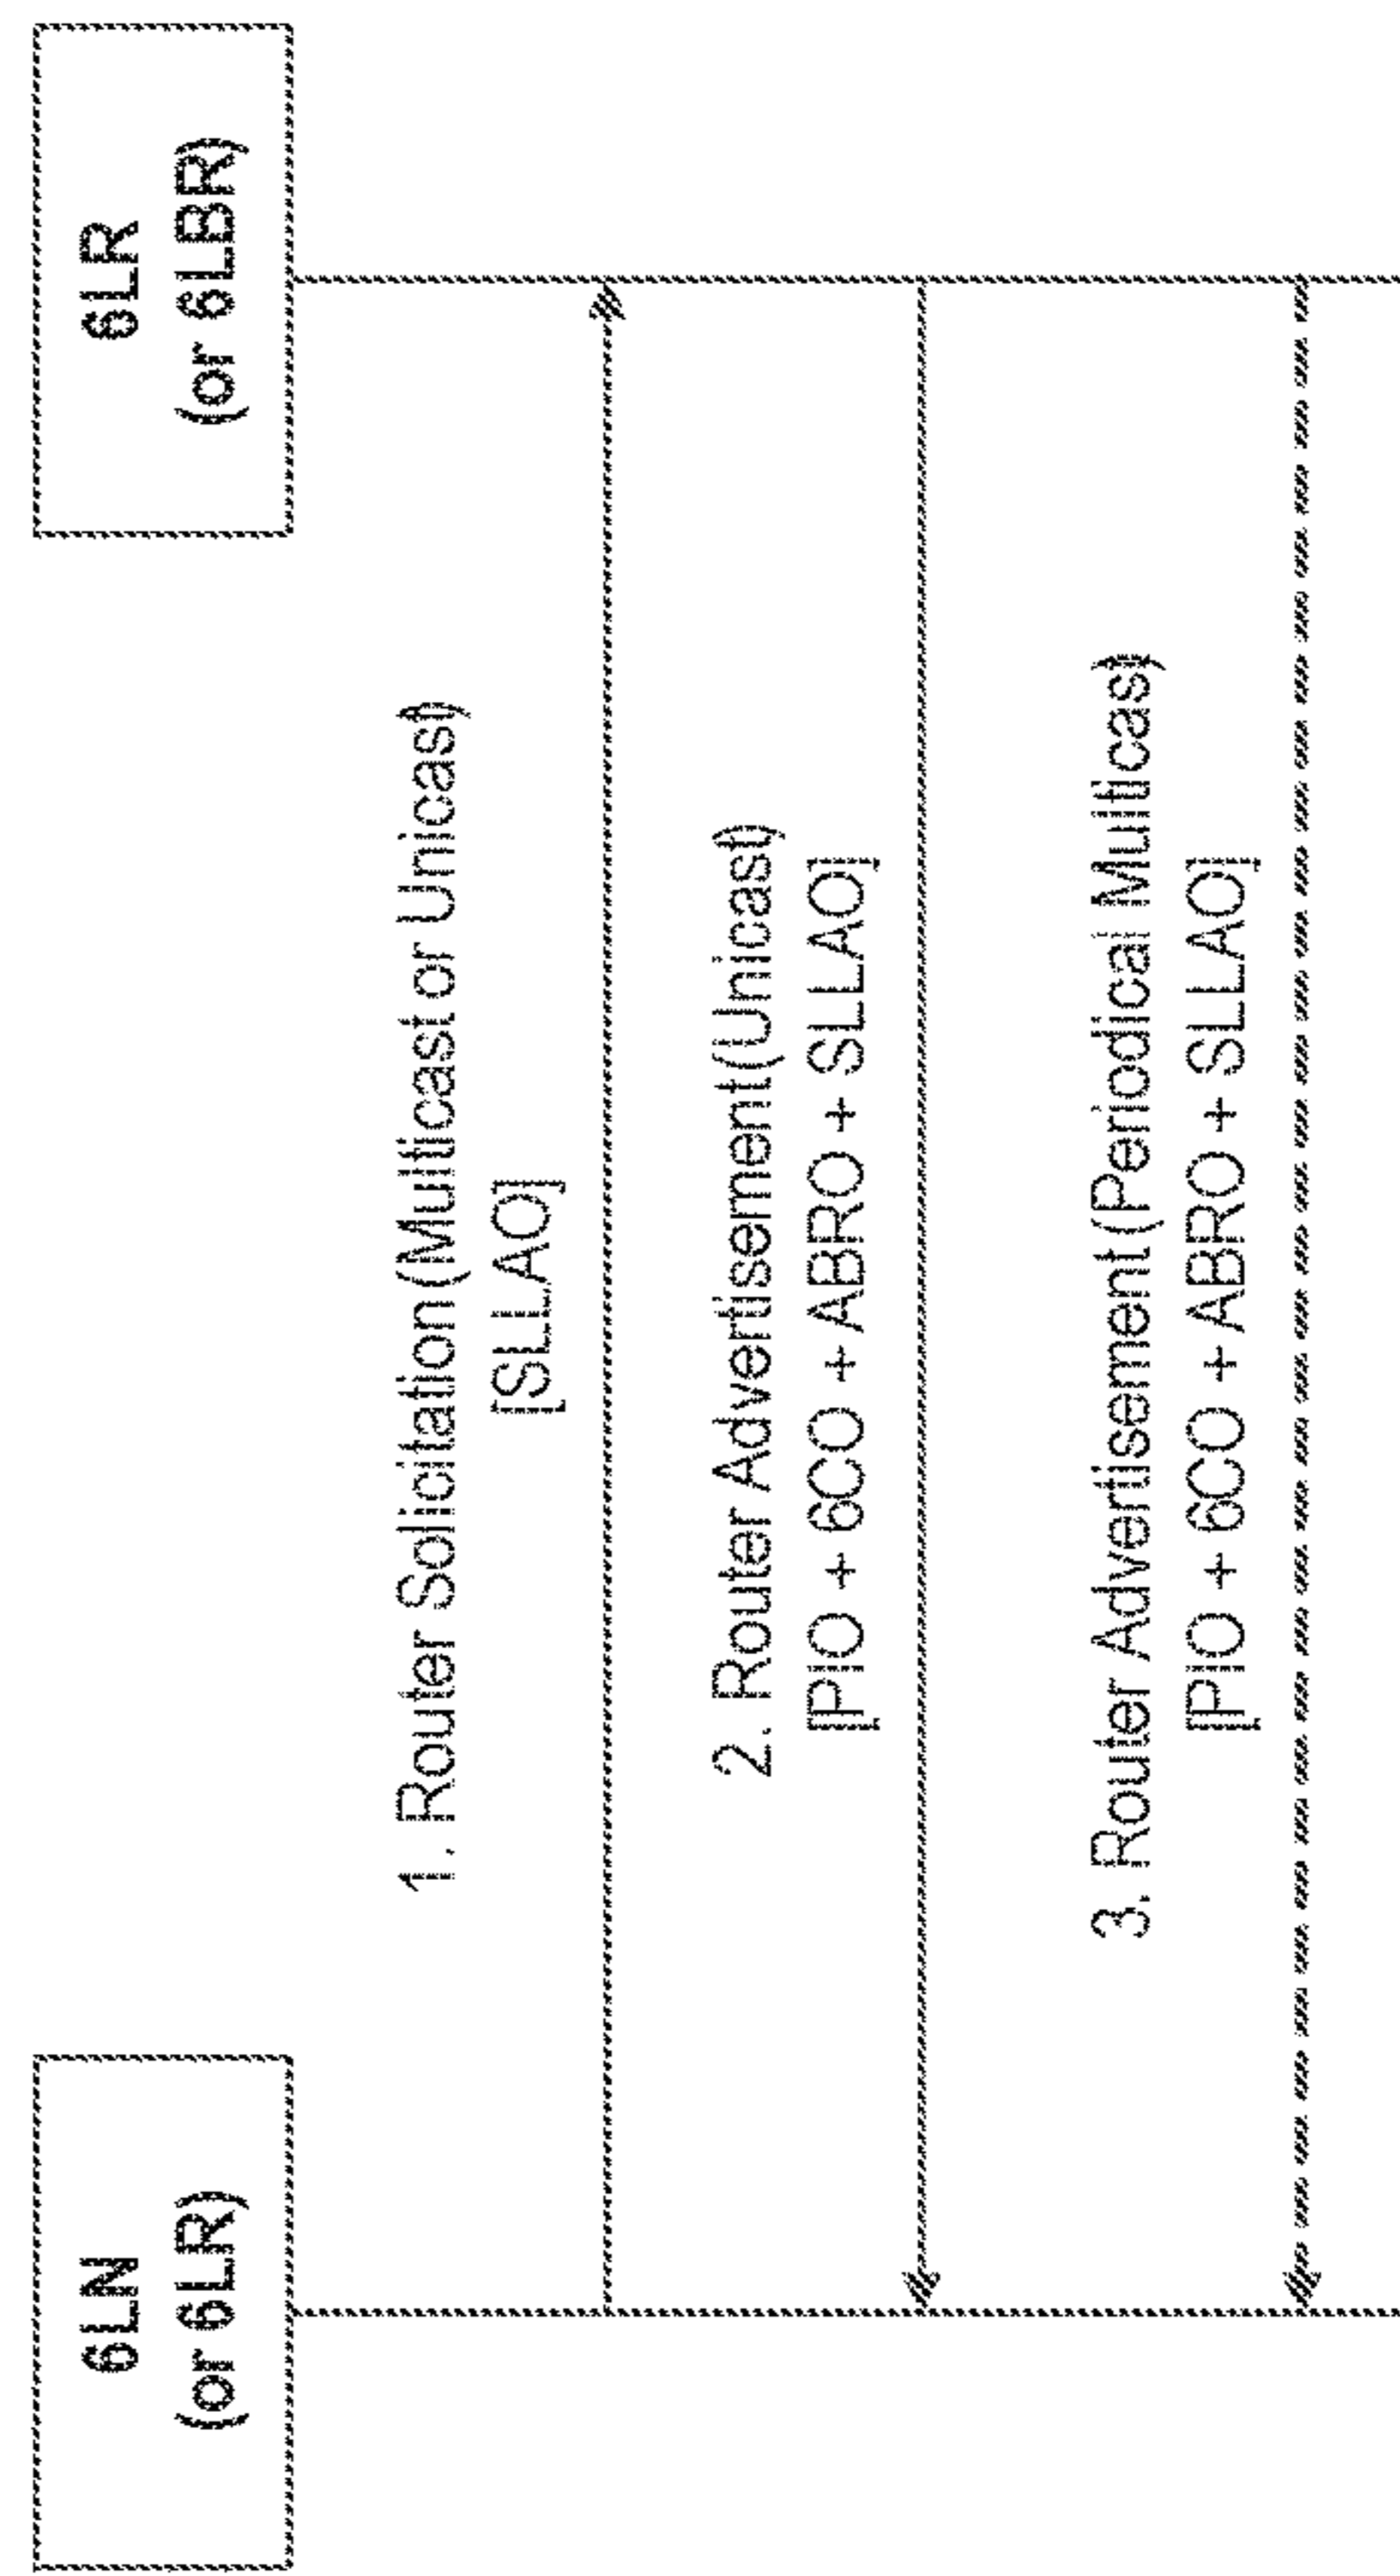 6LN
(or 6LR)
6LR
(or 6LBR)
1. Router Solicitation (Multicast or Unicast)
[SLLAO]
2. Router Advertisement (Unicast)
[PIO + 6CO + ABRO + SLLAO]
3. Router Advertisement (Periodical Multicast)
[PIO + 6CO + ABRO + SLLAO]